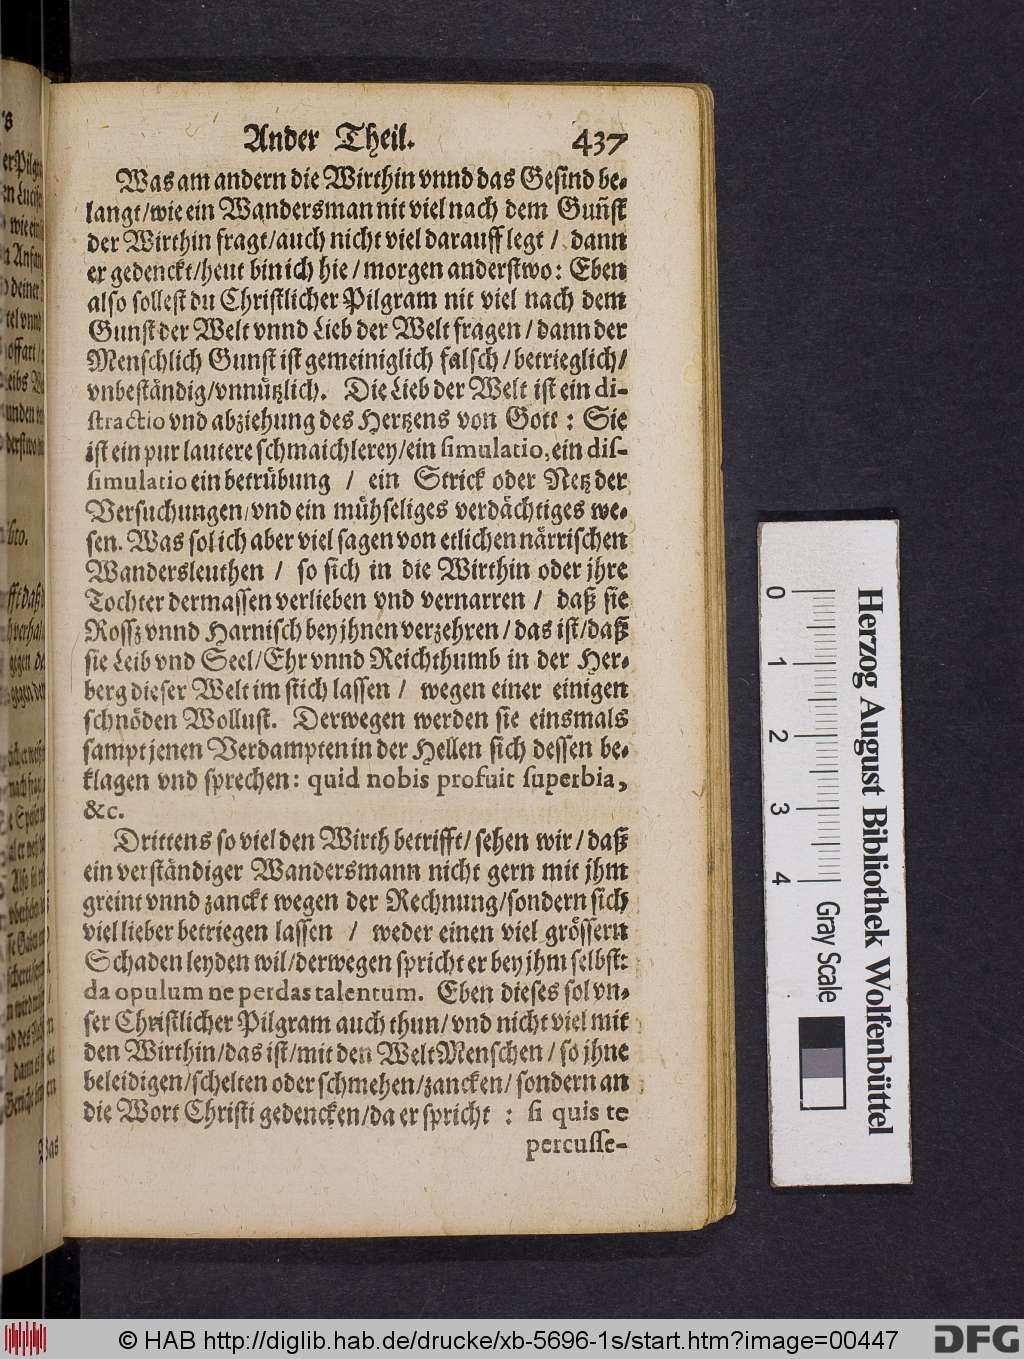 Ander Theil. 437
Was am andern die Wirthin vnnd das Gesind be-
langt/wie ein Wandersman nit viel nach dem Guñst
der Wirthin fragt/auch nicht viel darauff legt / dann
er gedenckt/heut bin ich hie/morgen anderstwo: Eben
also sollest du Christlicher Pilgram nit viel nach dem
Gunst der Welt vnnd Lieb der Welt fragen/dann der
Menschlich Gunst ist gemeiniglich falsch/betrieglich/
vnbeständig/vnnützlich. Die Lieb der Welt ist ein di-
stractio vnd abziehung des Hertzens von Gott: Sie
ist ein pur lautere schmaichlerey/ein simulatio, ein dis-
simulatio ein betrübung / ein Strick oder Netz der
Versuchungen/vnd ein mühseliges verdächtiges we-
sen. Was sol ich aber viel sagen von etlichen närrischen
Wandersleuthen / so sich in die Wirthin oder jhre
Tochter dermassen verlieben vnd vernarren / daß sie
Rossz vnnd Harnisch bey jhnen verzehren/das ist/daß
sie Leib vnd Seel/Ehr vnnd Reichthumb in der Her-
berg dieser Welt im stich lassen / wegen einer einigen
schnöden Wollust. Derwegen werden sie einsmals
sampt jenen Verdampten in der Hellen sich dessen be-
klagen vnd sprechen: quid nobis profuit superbia,
&c.
Drittens so viel den Wirth betrifft/sehen wir/daß
ein verständiger Wandersmann nicht gern mit jhm
greint vnnd zanckt wegen der Rechnung/sondern sich
viel lieber betriegen lassen / weder einen viel grössern
Schaden leyden wil/derwegen spricht er bey jhm selbst:
da opulum ne perdas talentum. Eben dieses sol vn-
ser Christlicher Pilgram auch thun/vnd nicht viel mit
den Wirthin/das ist/mit den WeltMenschen/so jhne
beleidigen/schelten oder schmehen/zancken/sondern an
die Wort Christi gedencken/da er spricht : si quis te
percusse-
Herzog August Bibliothek Wolfenbüttel
0 1 2 3 4 Gray Scale
© HAB http://diglib.hab.de/drucke/xb-5696-1s/start.htm?image=00447
DFG